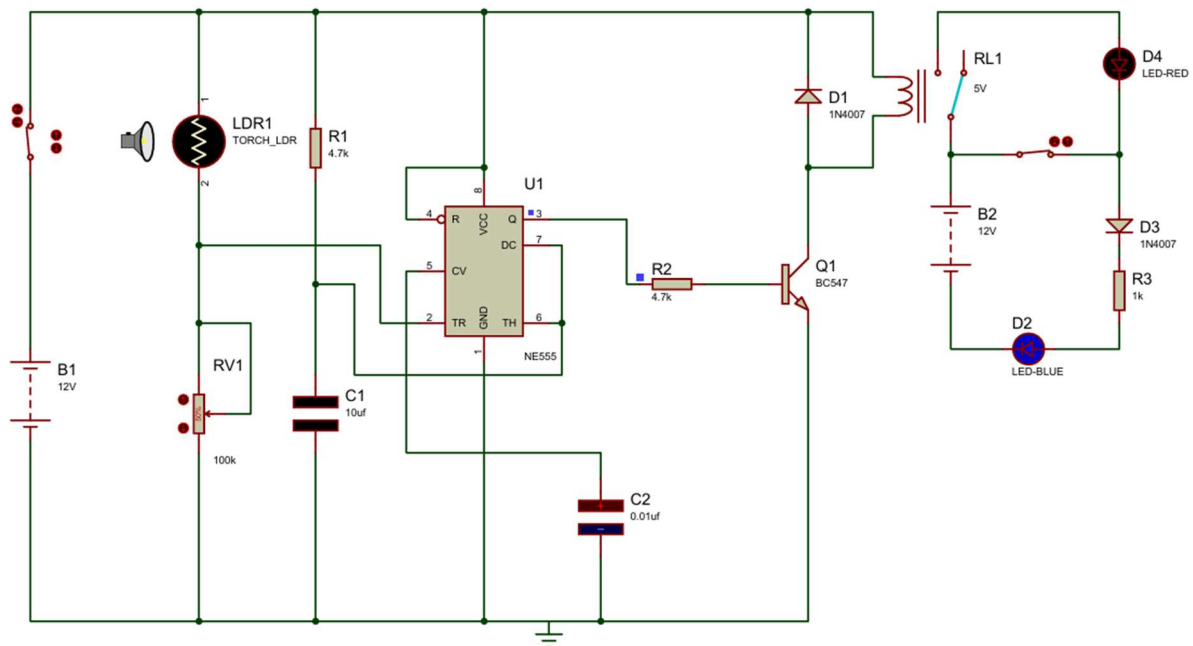 B1
12V
1
LDR1
TORCH_LDR
2
RV1
50%
100k
R1
4.7k
C1
10uf
U1
8
4
R
VCC
Q
3
DC
7
5
CV
2
TR
GND
TH
6
1
NE555
C2
0.01uf
R2
4.7k
Q1
BC547
D1
1N4007
RL1
5V
D4
LED-RED
B2
12V
D3
1N4007
R3
1k
D2
LED-BLUE